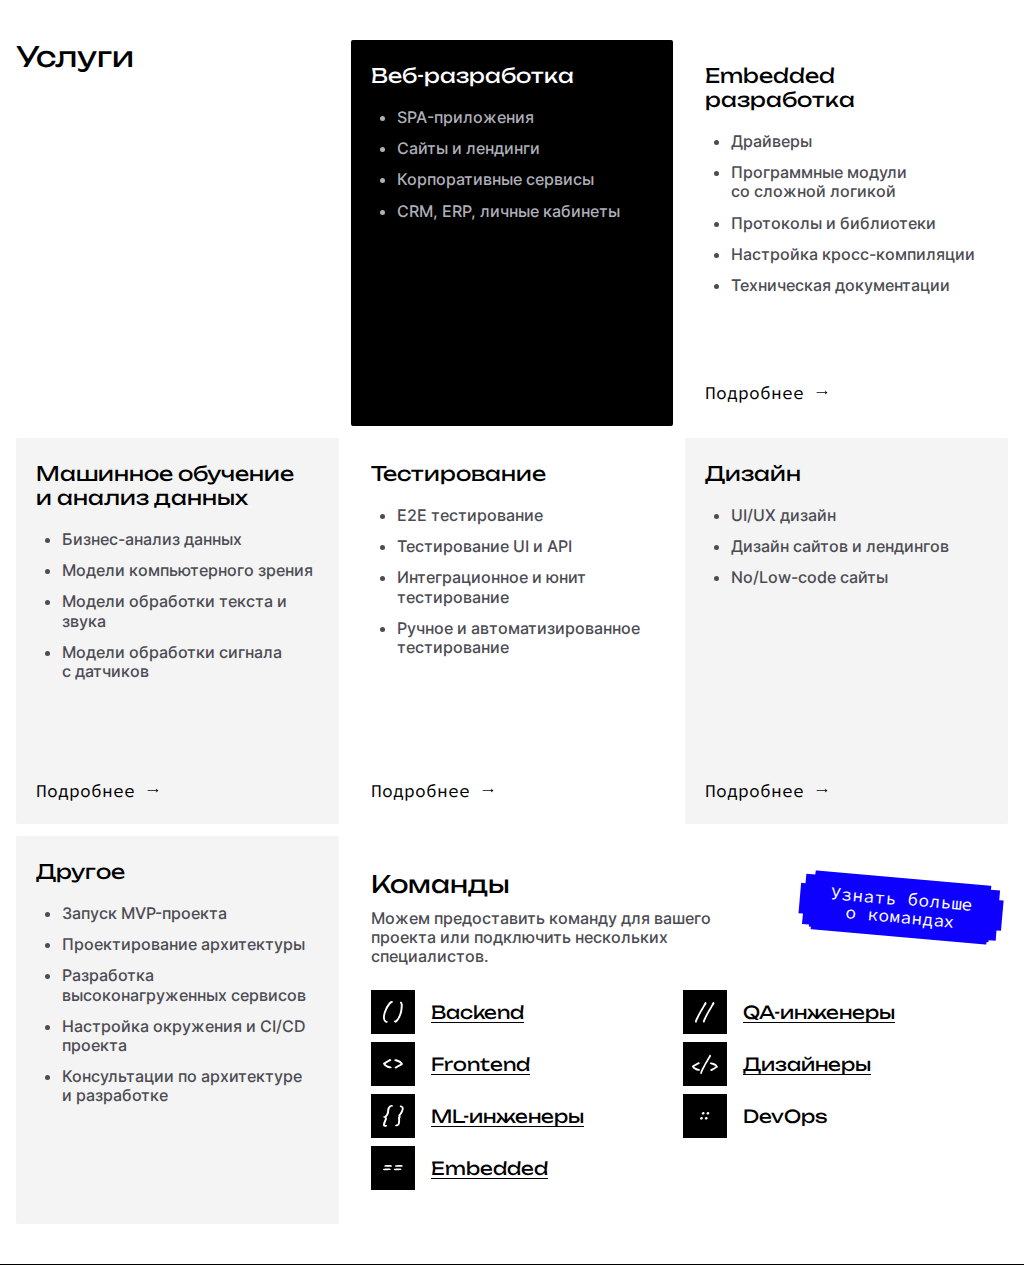 Услуги
Веб-разработка
SPA-приложения
Сайты и лендинги
Корпоративные сервисы
CRM, ERP, личные кабинеты
Embedded
разработка
Драйверы
Программные модули
со сложной логикой
Протоколы и библиотеки
Настройка кросс-компиляции
Техническая документации
Подробнее →
Машинное обучение
и анализ данных
Бизнес-анализ данных
Модели компьютерного зрения
Модели обработки текста и
звука
Модели обработки сигнала
с датчиков
Подробнее →
Тестирование
E2E тестирование
Тестирование UI и API
Интеграционное и юнит
тестирование
Ручное и автоматизированное
тестирование
Подробнее →
Дизайн
UI/UX дизайн
Дизайн сайтов и лендингов
No/Low-code сайты
Подробнее →
Другое
Запуск MVP-проекта
Проектирование архитектуры
Разработка
высоконагруженных сервисов
Настройка окружения и CI/CD
проекта
Консультации по архитектуре
и разработке
Команды
Можем предоставить команду для вашего
проекта или подключить нескольких
специалистов.
Узнать больше
о командах
() Backend
<> Frontend
{} ML-инженеры
== Embedded
// QA-инженеры
</> Дизайнеры
:: DevOps